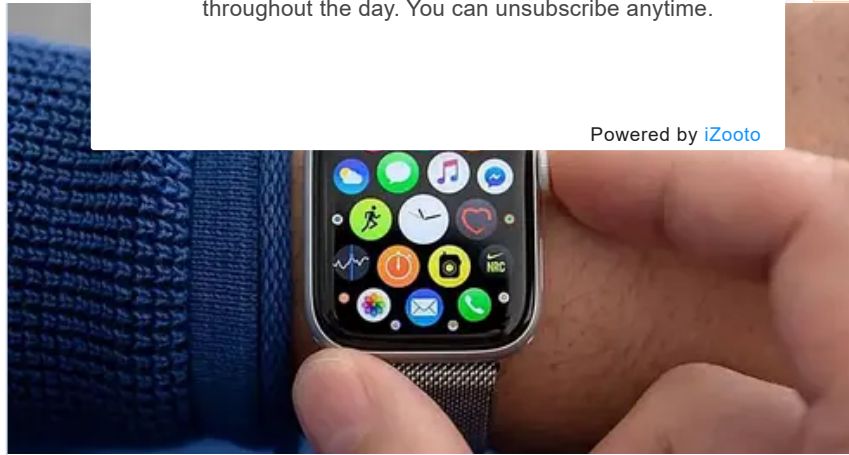 throughout the day. You can unsubscribe anytime.
Powered by iZooto
NRC